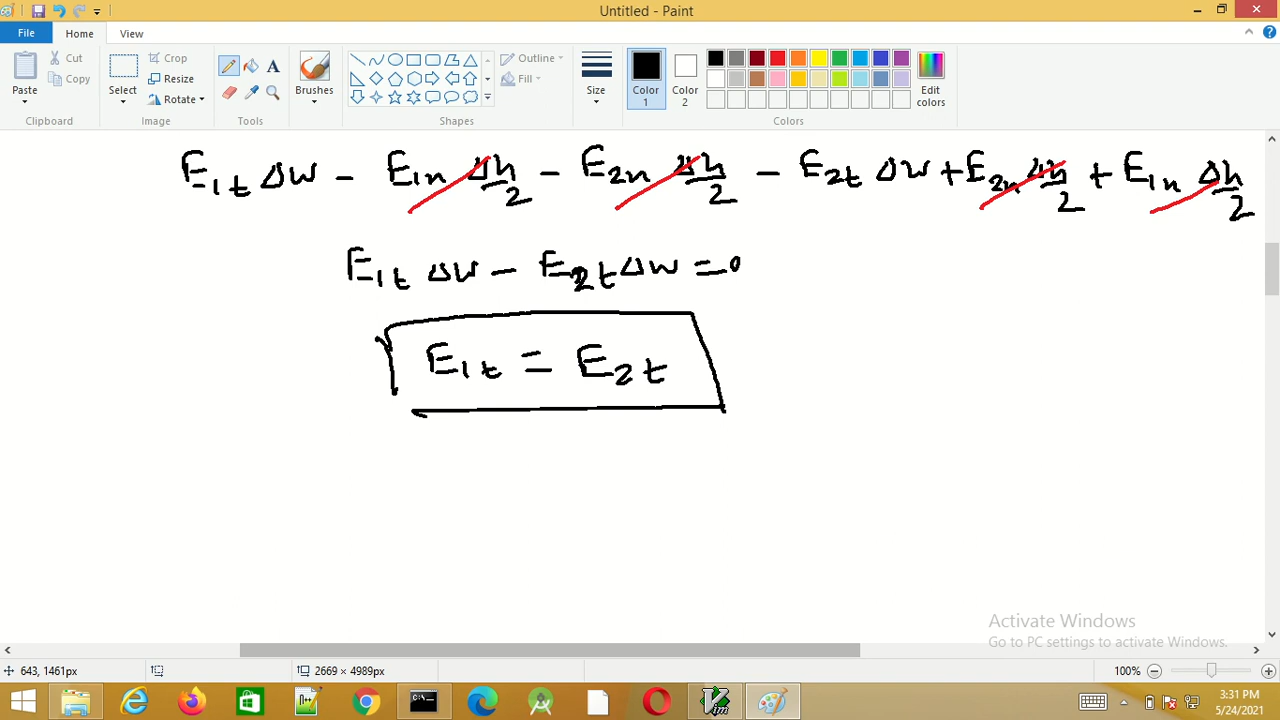 Untitled - Paint
File Home View
Paste
Cut
Copy
Clipboard
Select
Crop
Resize
Rotate
Image
Tools
Brushes
Outline
Fill
Shapes
Size
Color 1
Color 2
Edit colors
Colors
E1t Δw - E1n Δh/2 - E2n Δh/2 - E2t Δw + E2n Δh/2 + E1n Δh/2
E1t Δw - E2t Δw = 0
E1t = E2t
Activate Windows
Go to PC settings to activate Windows.
643, 1461px
2669 × 4989px
100%
3:31 PM
5/24/2021